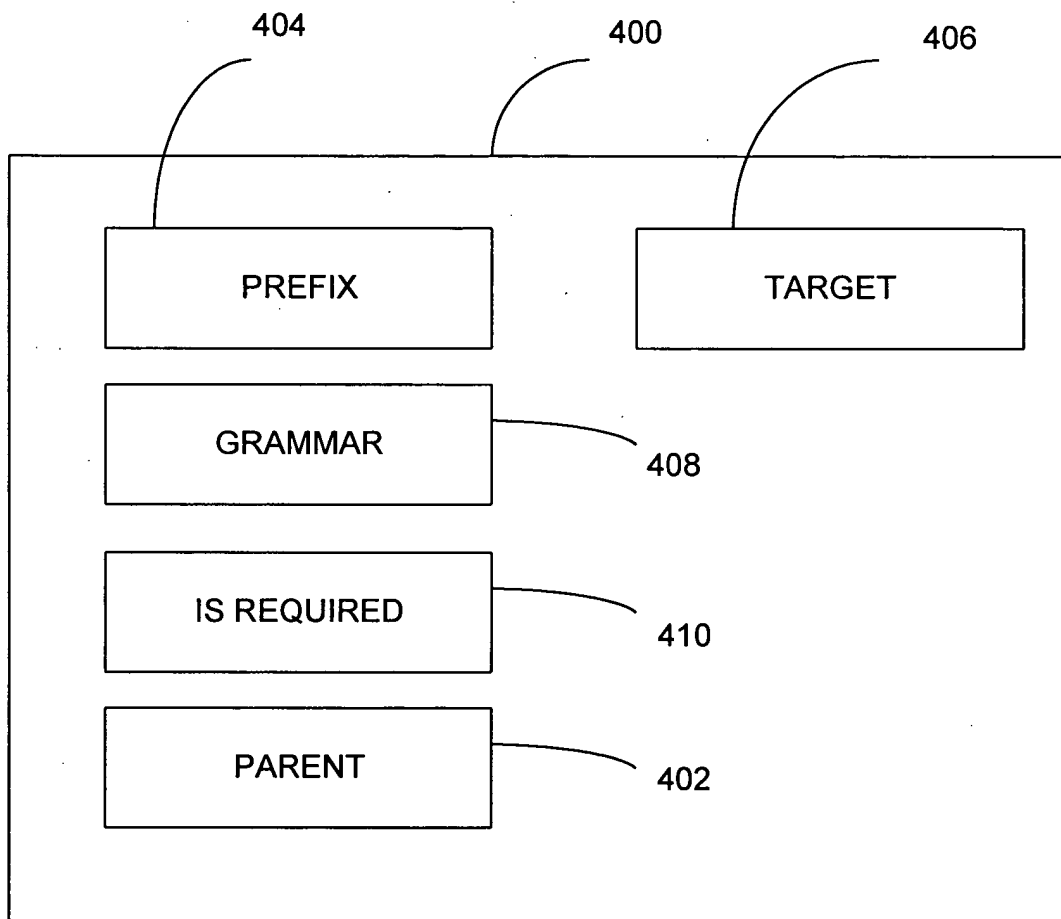 404
400
406
PREFIX
TARGET
GRAMMAR
408
IS REQUIRED
410
PARENT
402